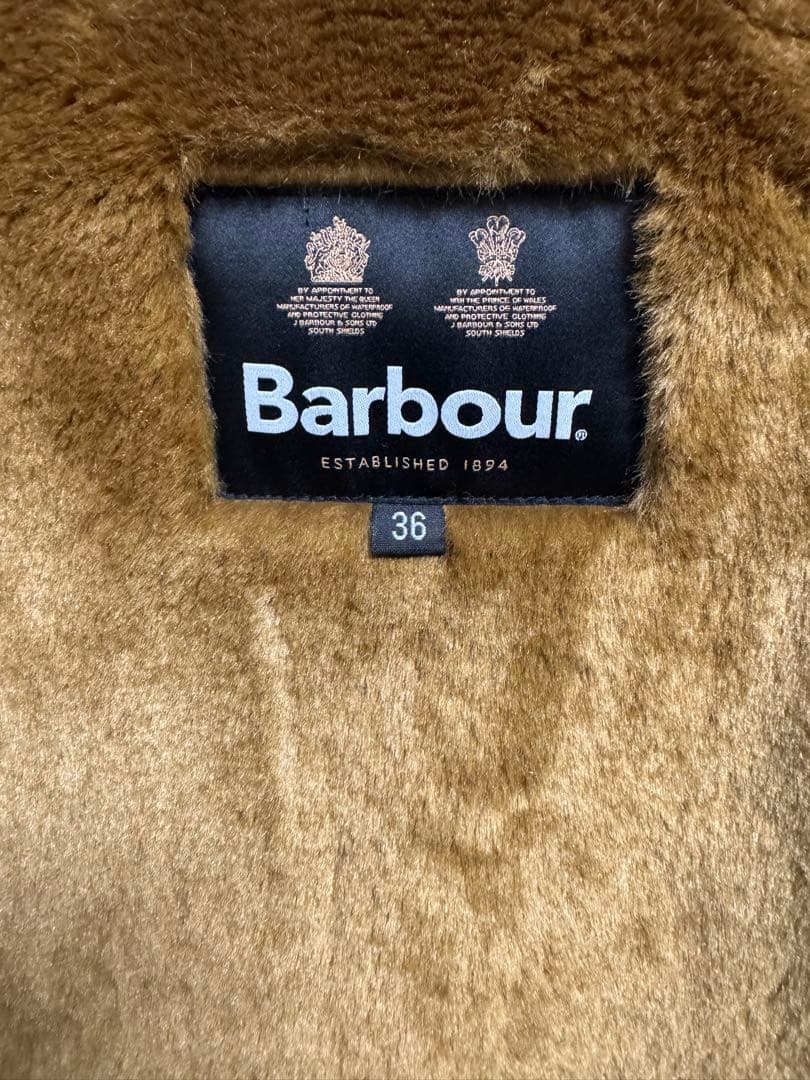 BY APPOINTMENT TO
HER MAJESTY THE QUEEN
MANUFACTURERS OF WATERPROOF
AND PROTECTIVE CLOTHING
J BARBOUR & SONS LTD
SOUTH SHIELDS
BY APPOINTMENT TO
HRH THE PRINCE OF WALES
MANUFACTURERS OF WATERPROOF
AND PROTECTIVE CLOTHING
J BARBOUR & SONS LTD
SOUTH SHIELDS
Barbour®
ESTABLISHED 1894
36